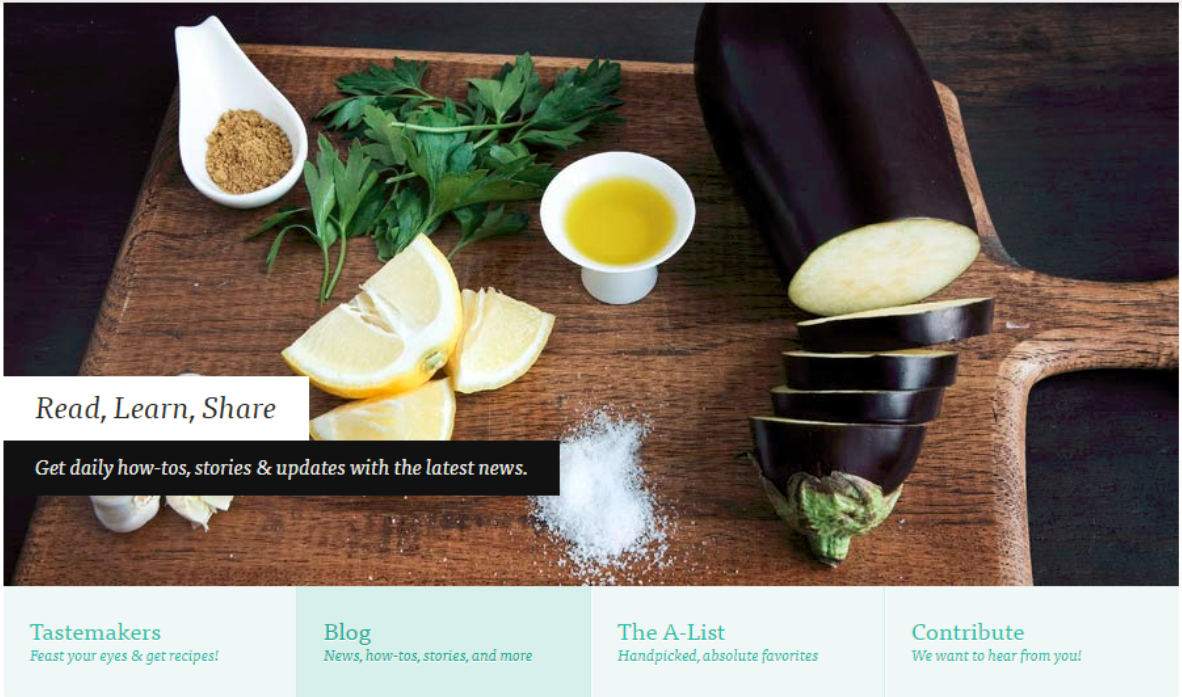 Read, Learn, Share
Get daily how-tos, stories & updates with the latest news.
Tastemakers
Feast your eyes & get recipes!
Blog
News, how-tos, stories, and more
The A-List
Handpicked, absolute favorites
Contribute
We want to hear from you!